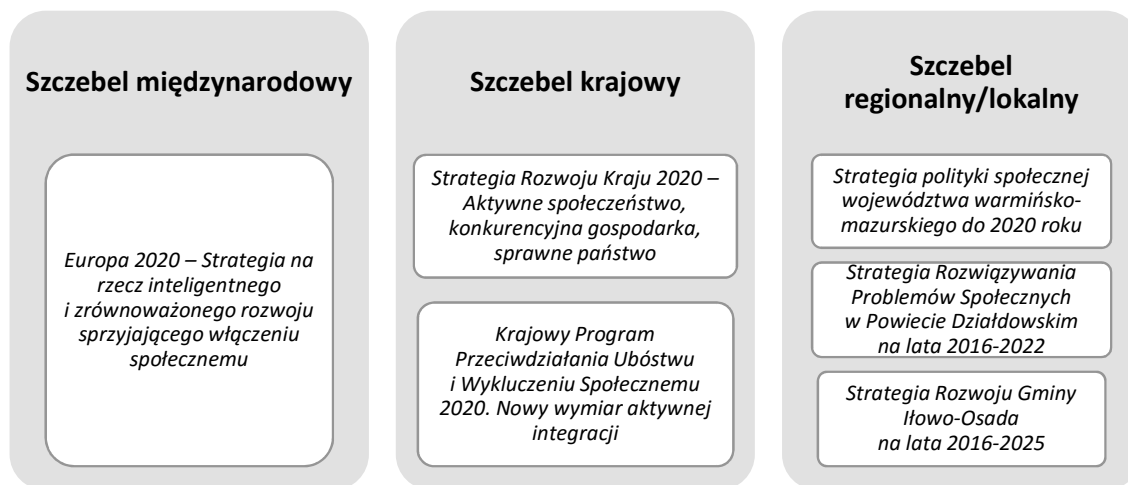 Szczebel międzynarodowy
Europa 2020 – Strategia na
rzecz inteligentnego
i zrównoważonego rozwoju
sprzyjającego włączeniu
społecznemu
Szczebel krajowy
Strategia Rozwoju Kraju 2020 –
Aktywne społeczeństwo,
konkurencyjna gospodarka,
sprawne państwo
Krajowy Program
Przeciwdziałania Ubóstwu
i Wykluczeniu Społecznemu
2020. Nowy wymiar aktywnej
integracji
Szczebel
regionalny/lokalny
Strategia polityki społecznej
województwa warmińsko-
mazurskiego do 2020 roku
Strategia Rozwiązywania
Problemów Społecznych
w Powiecie Działdowskim
na lata 2016-2022
Strategia Rozwoju Gminy
Iłowo-Osada
na lata 2016-2025